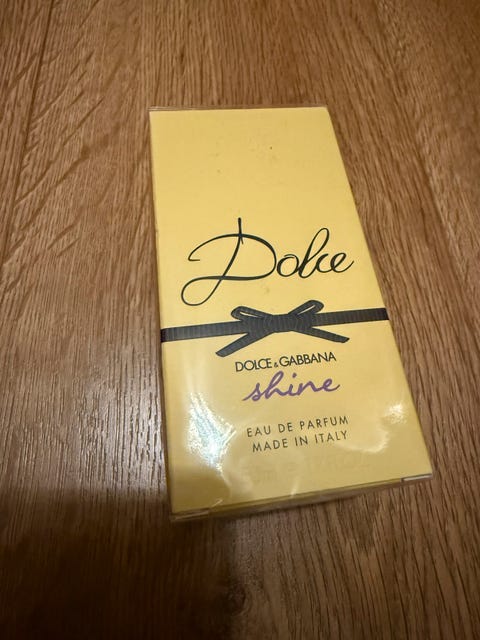 Dolce
DOLCE & GABBANA
shine
EAU DE PARFUM
MADE IN ITALY